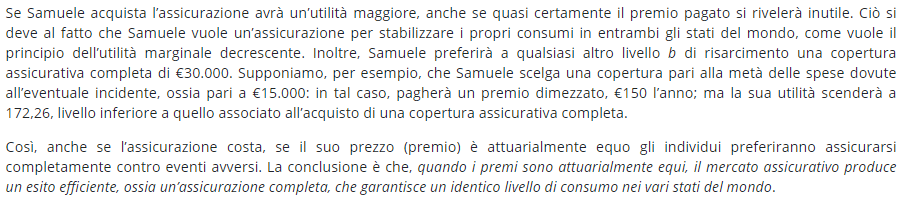 Se Samuele acquista l’assicurazione avrà un’utilità maggiore, anche se quasi certamente il premio pagato si rivelerà inutile. Ciò si
deve al fatto che Samuele vuole un’assicurazione per stabilizzare i propri consumi in entrambi gli stati del mondo, come vuole il
principio dell’utilità marginale decrescente. Inoltre, Samuele preferirà a qualsiasi altro livello b di risarcimento una copertura
assicurativa completa di €30.000. Supponiamo, per esempio, che Samuele scelga una copertura pari alla metà delle spese dovute
all’eventuale incidente, ossia pari a €15.000: in tal caso, pagherà un premio dimezzato, €150 l’anno; ma la sua utilità scenderà a
172,26, livello inferiore a quello associato all’acquisto di una copertura assicurativa completa.
Così, anche se l’assicurazione costa, se il suo prezzo (premio) è attuarialmente equo gli individui preferiranno assicurarsi
completamente contro eventi avversi. La conclusione è che, quando i premi sono attuarialmente equi, il mercato assicurativo produce
un esito efficiente, ossia un’assicurazione completa, che garantisce un identico livello di consumo nei vari stati del mondo.